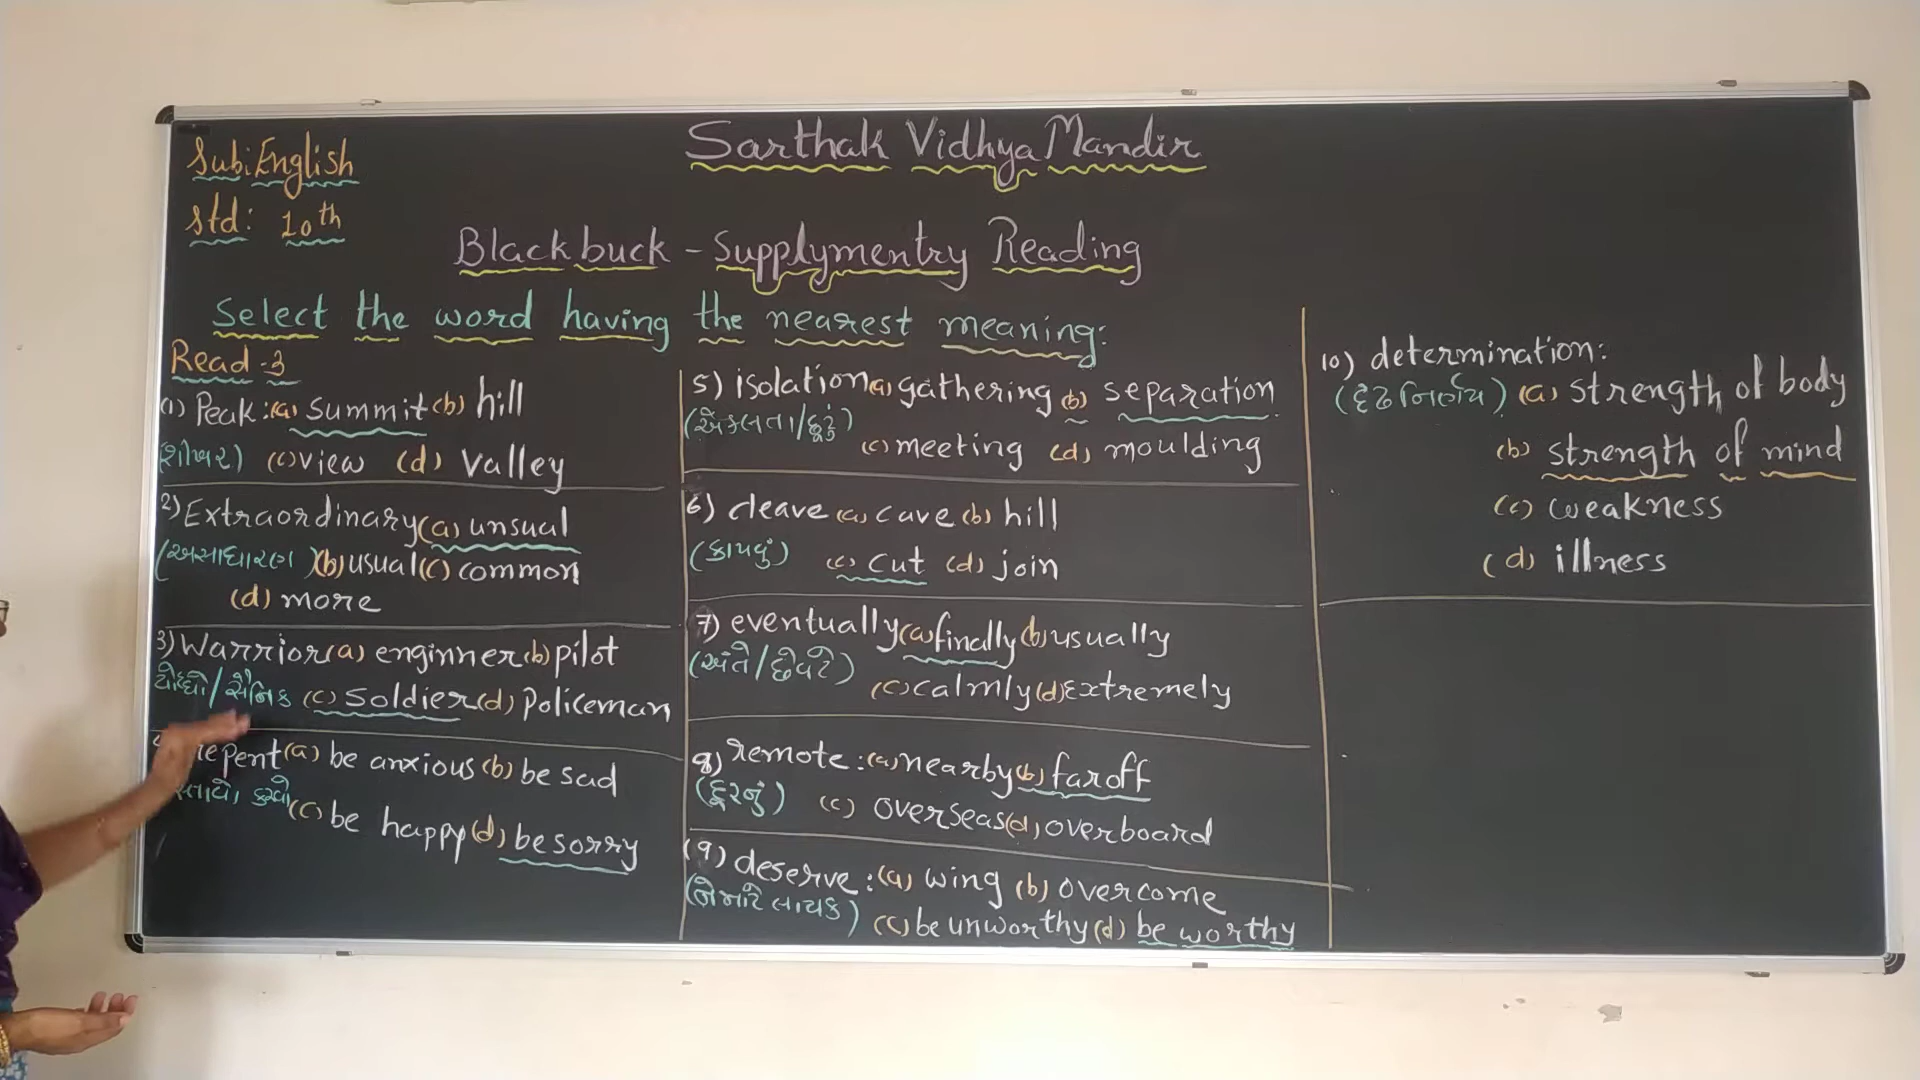 Sub: English
Std: 10th
Sarthak Vidhya Mandir
Blackbuck - Supplymentry Reading
Select the word having the nearest meaning:
Read-3
(1) Peak: (a) Summit (b) hill
(c) view (d) Valley
2) Extraordinary (a) unsual
(અસાધારણ) (b) usual (c) common
(d) more
3) Warrior (a) enginner (b) pilot
યોદ્ધો/સૈનિક (c) Soldier (d) Policeman
(a) be anxious (b) be sad
(c) be happy (d) be sorry
5) isolation (a) gathering (b) separation
(c) meeting (d) moulding
6) cleave (a) cave (b) hill
(કાપવું) (c) cut (d) join
7) eventually (a) finally (b) usually
(અંતે/છેવટે) (c) calmly (d) extremely
8) remote: (a) nearby (b) far off
(દૂરનું) (c) overseas (d) overboard
(9) deserve: (a) wing (b) overcome
(c) be unworthy (d) be worthy
10) determination:
(દૃઢ નિર્ણય) (a) strength of body
(b) strength of mind
(c) weakness
(d) illness